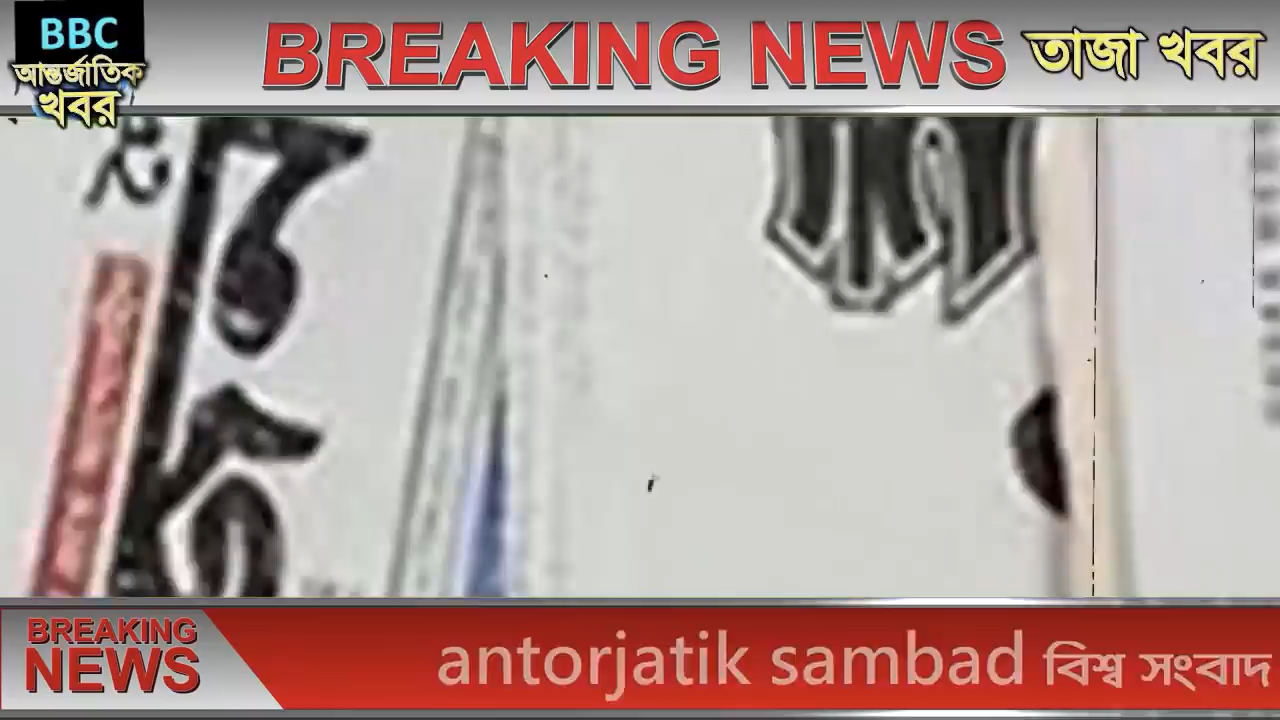 BBC
আন্তর্জাতিক
খবর
BREAKING NEWS তাজা খবর
BREAKING
NEWS
antorjatik sambad বিশ্ব সংবাদ